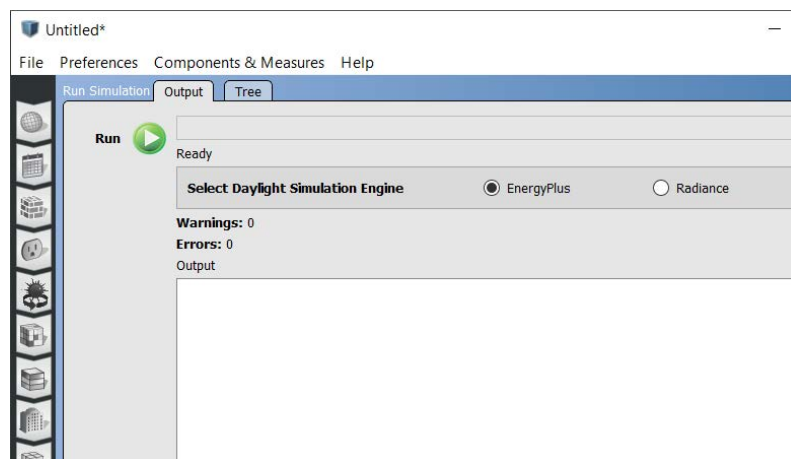 Untitled*
File Preferences Components & Measures Help
Run Simulation Output Tree
Run
Ready
Select Daylight Simulation Engine EnergyPlus Radiance
Warnings: 0
Errors: 0
Output